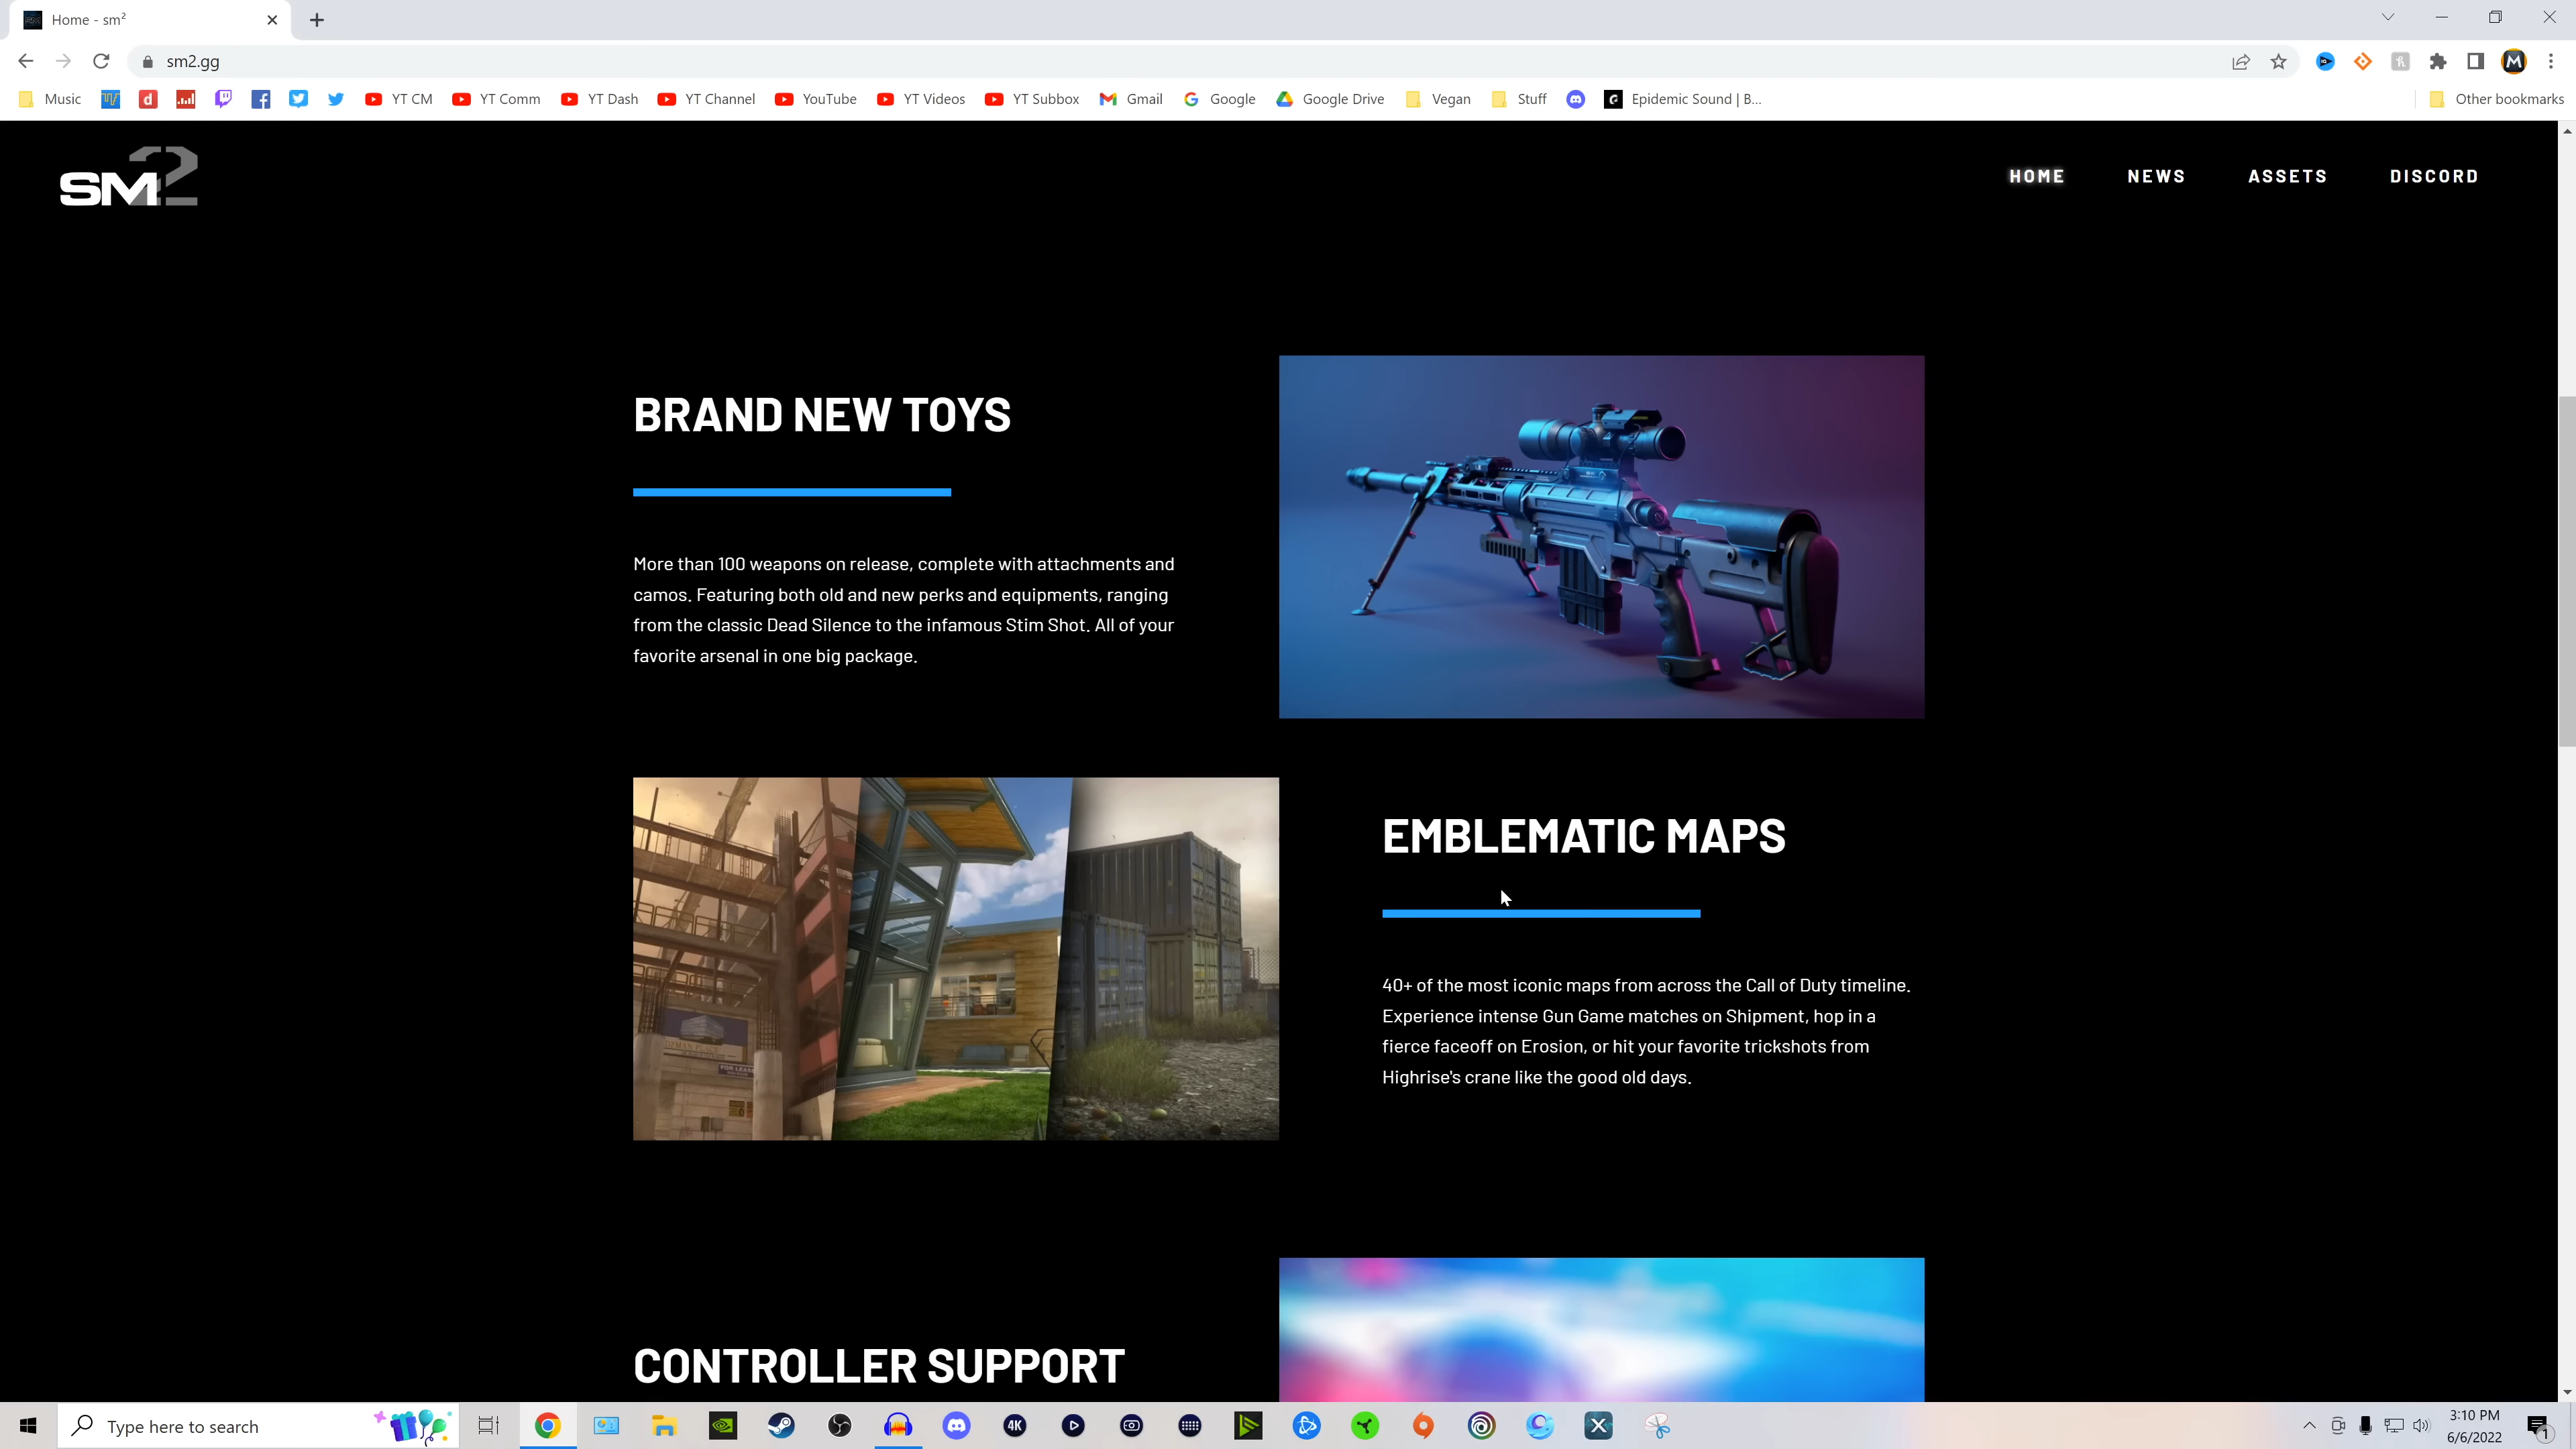 Home - sm²
sm2.gg
Music
YT CM
YT Comm
YT Dash
YT Channel
YouTube
YT Videos
YT Subbox
Gmail
Google
Google Drive
Vegan
Stuff
Epidemic Sound | B...
Other bookmarks
SM2
HOME
NEWS
ASSETS
DISCORD
BRAND NEW TOYS
More than 100 weapons on release, complete with attachments and
camos. Featuring both old and new perks and equipments, ranging
from the classic Dead Silence to the infamous Stim Shot. All of your
favorite arsenal in one big package.
EMBLEMATIC MAPS
40+ of the most iconic maps from across the Call of Duty timeline.
Experience intense Gun Game matches on Shipment, hop in a
fierce faceoff on Erosion, or hit your favorite trickshots from
Highrise's crane like the good old days.
FOR LEASE
CONTROLLER SUPPORT
Type here to search
4K
3:10 PM
6/6/2022
1